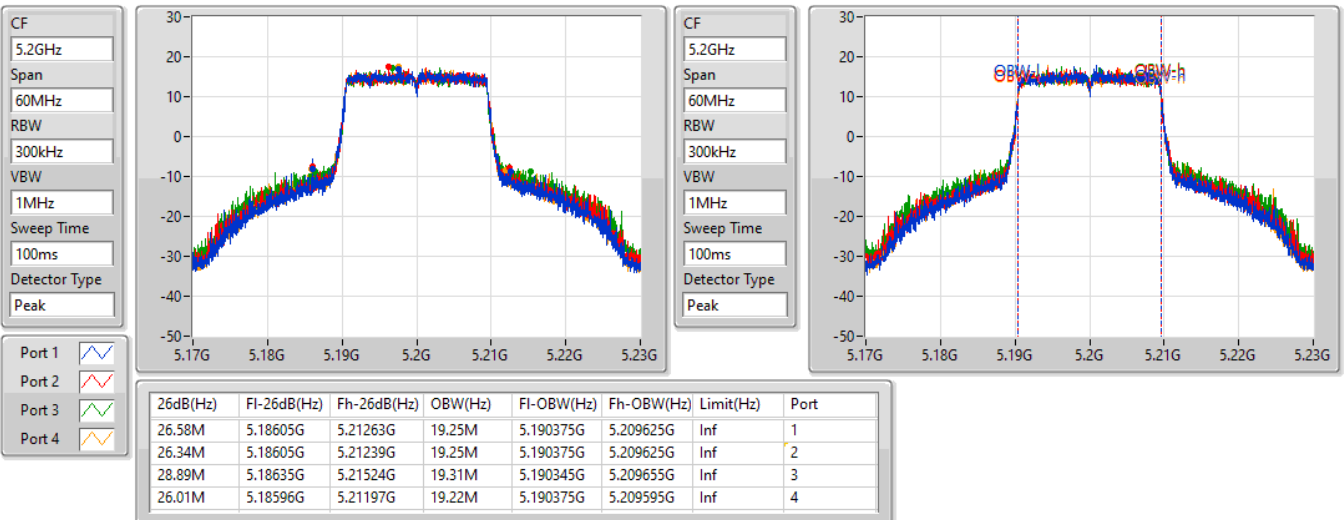 CF
5.2GHz
Span
60MHz
RBW
300kHz
VBW
1MHz
Sweep Time
100ms
Detector Type
Peak
30
20
10
0
-10
-20
-30
-40
-50
5.17G 5.18G 5.19G 5.2G 5.21G 5.22G 5.23G
CF
5.2GHz
Span
60MHz
RBW
300kHz
VBW
1MHz
Sweep Time
100ms
Detector Type
Peak
30
20
10
0
-10
-20
-30
-40
-50
OBW-l OBW-h
5.17G 5.18G 5.19G 5.2G 5.21G 5.22G 5.23G
Port 1
Port 2
Port 3
Port 4
26dB(Hz) Fl-26dB(Hz) Fh-26dB(Hz) OBW(Hz) Fl-OBW(Hz) Fh-OBW(Hz) Limit(Hz) Port
26.58M 5.18605G 5.21263G 19.25M 5.190375G 5.209625G Inf 1
26.34M 5.18605G 5.21239G 19.25M 5.190375G 5.209625G Inf 2
28.89M 5.18635G 5.21524G 19.31M 5.190345G 5.209655G Inf 3
26.01M 5.18596G 5.21197G 19.22M 5.190375G 5.209595G Inf 4